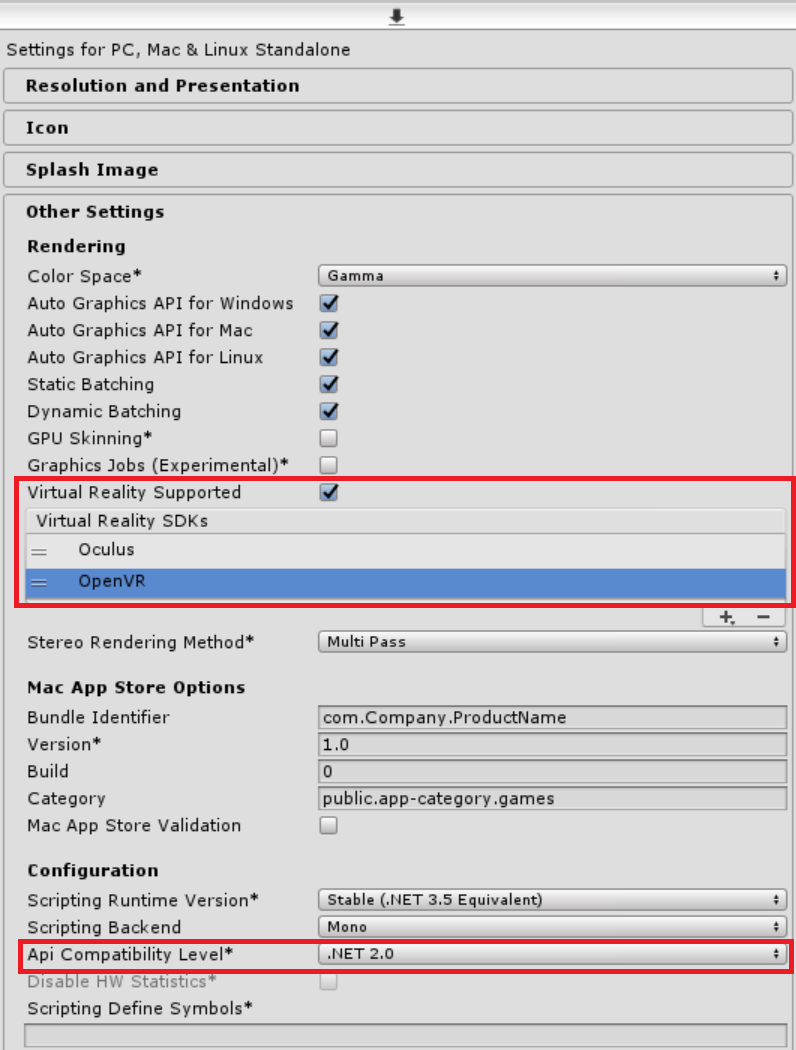 Settings for PC, Mac & Linux Standalone
Resolution and Presentation
Icon
Splash Image
Other Settings
Rendering
Color Space* Gamma
Auto Graphics API for Windows
Auto Graphics API for Mac
Auto Graphics API for Linux
Static Batching
Dynamic Batching
GPU Skinning*
Graphics Jobs (Experimental)*
Virtual Reality Supported
Virtual Reality SDKs
Oculus
OpenVR
Stereo Rendering Method* Multi Pass
Mac App Store Options
Bundle Identifier com.Company.ProductName
Version* 1.0
Build 0
Category public.app-category.games
Mac App Store Validation
Configuration
Scripting Runtime Version* Stable (.NET 3.5 Equivalent)
Scripting Backend Mono
Api Compatibility Level* .NET 2.0
Disable HW Statistics*
Scripting Define Symbols*